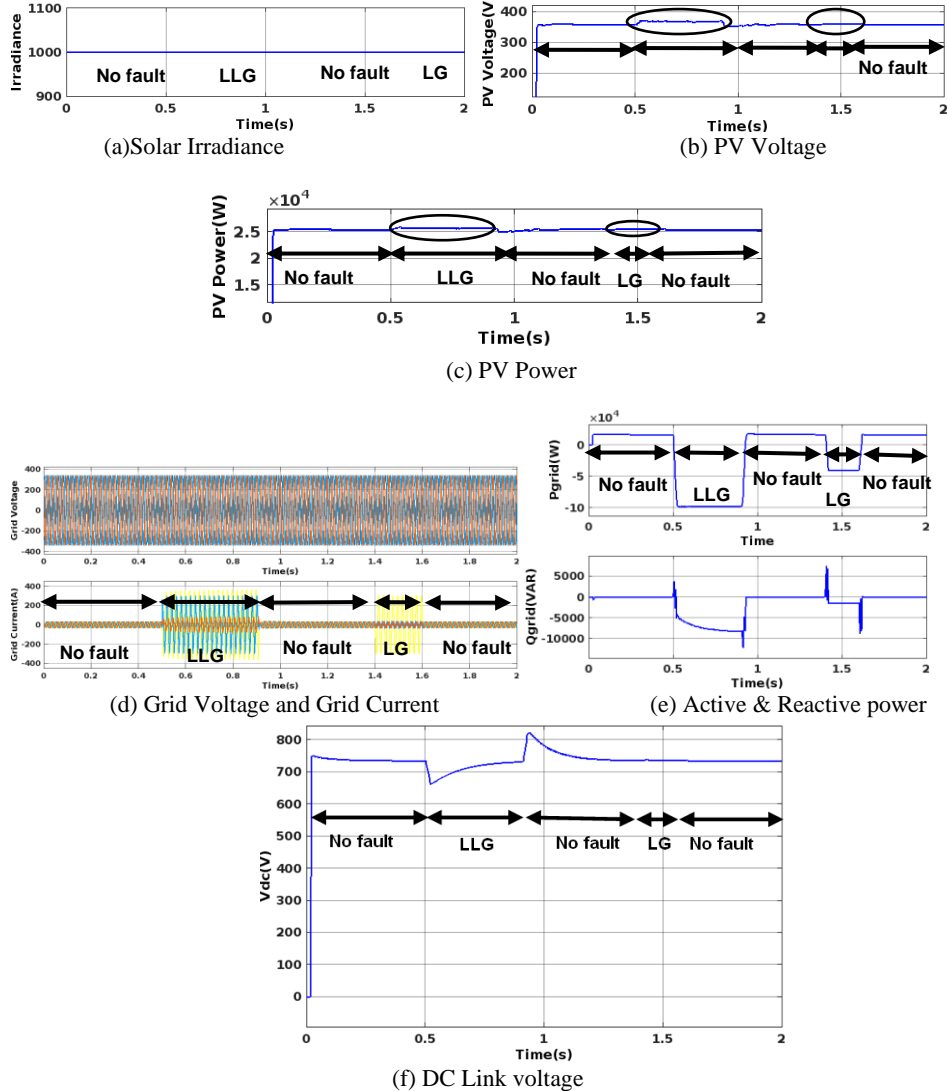 1100
1000
900
Irradiance
No fault LLG No fault LG
0 0.5 1 1.5 2
Time(s)
(a)Solar Irradiance
400
300
200
PV Voltage(V
No fault
0 0.5 1 1.5 2
Time(s)
(b) PV Voltage
×10⁴
2.5
2
1.5
PV Power(W)
No fault LLG No fault LG No fault
0 0.5 1 1.5 2
Time(s)
(c) PV Power
400
200
0
-200
-400
Grid Voltage
0 0.2 0.4 0.6 0.8 1 1.2 1.4 1.6 1.8 2
Time(s)
400
200
0
-200
-400
Grid Current(A)
No fault LLG No fault LG No fault
0 0.2 0.4 0.6 0.8 1 1.2 1.4 1.6 1.8 2
Time(s)
(d) Grid Voltage and Grid Current
×10⁴
0
-5
-10
Pgrid(W)
No fault LLG No fault LG No fault
0 0.5 1 1.5 2
Time
5000
0
-5000
-10000
Qgrid(VAR)
0 0.5 1 1.5 2
Time(s)
(e) Active & Reactive power
800
700
600
500
400
300
200
100
0
Vdc(V)
No fault LLG No fault LG No fault
0 0.5 1 1.5 2
Time(s)
(f) DC Link voltage